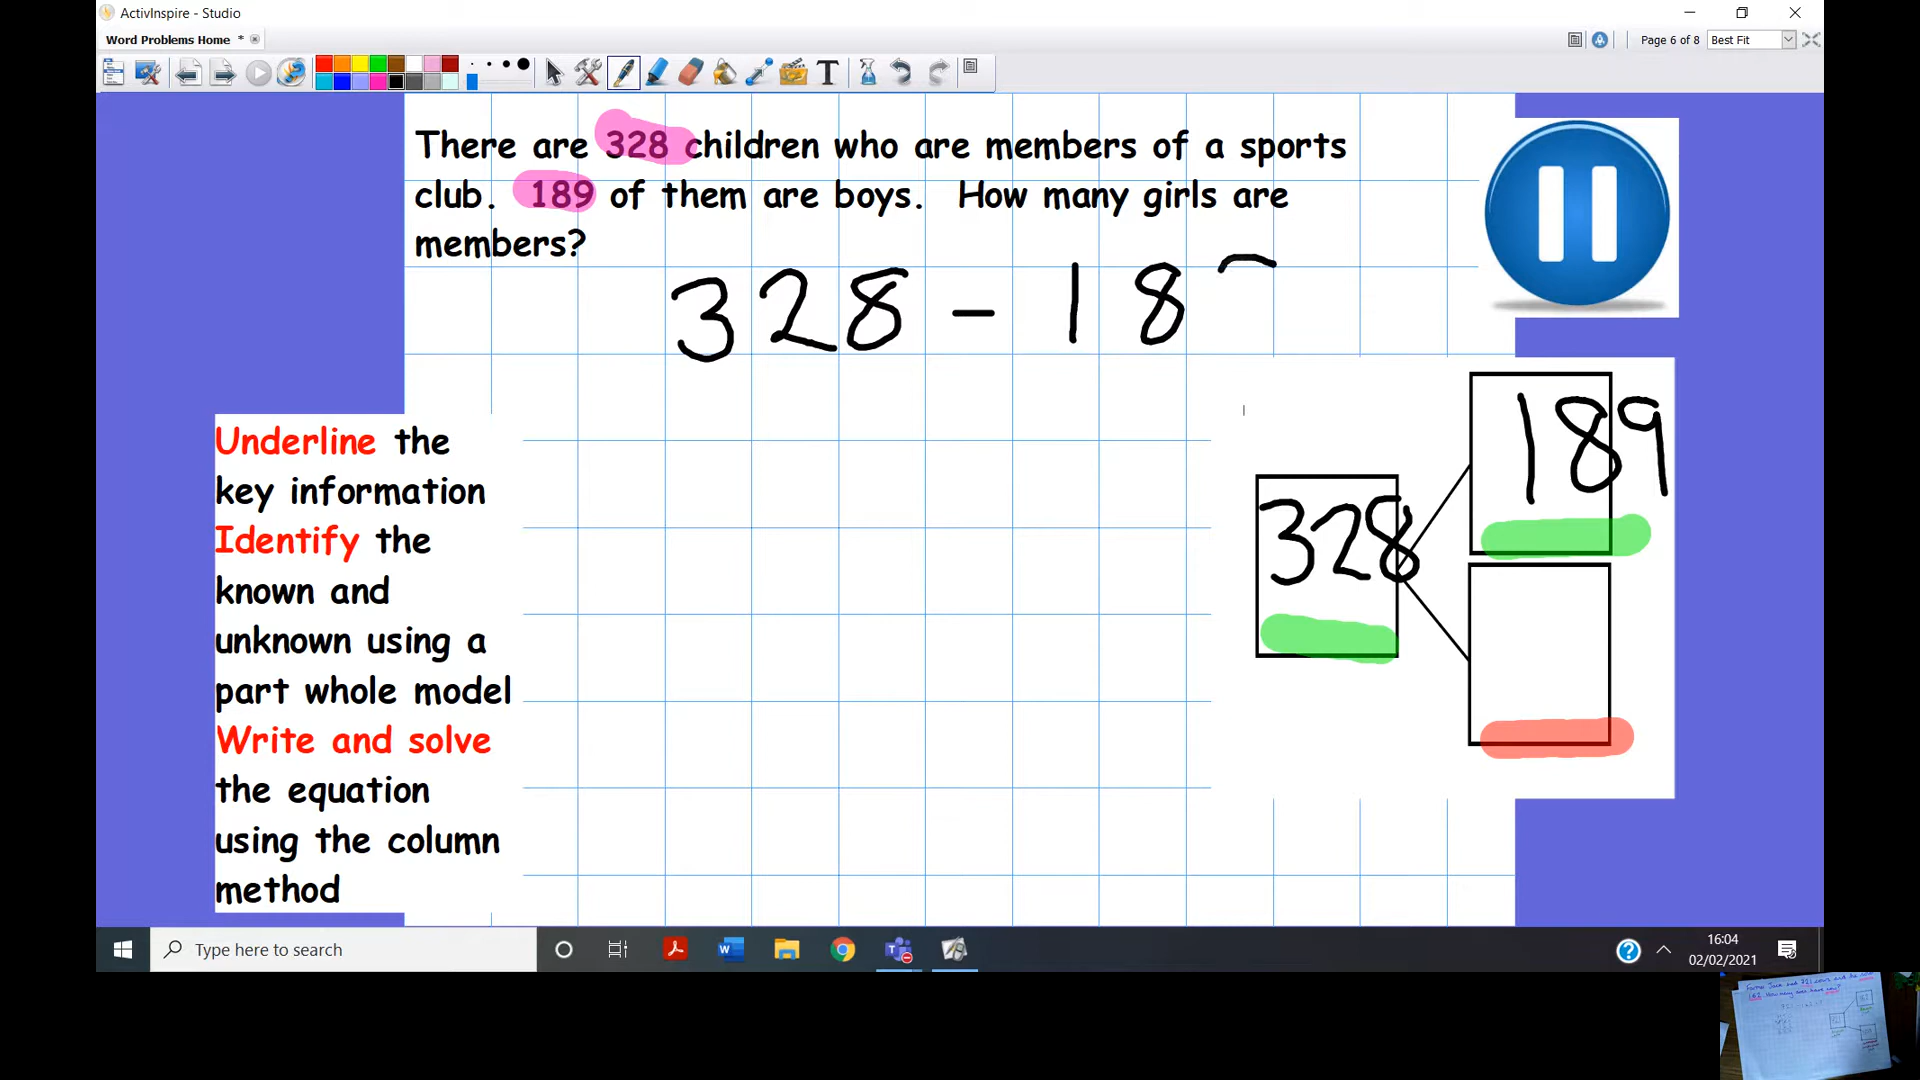 ActivInspire - Studio
Word Problems Home *
Page 6 of 8
Best Fit
There are 328 children who are members of a sports
club. 189 of them are boys. How many girls are
members?
328 - 18
Underline the
key information
Identify the
known and
unknown using a
part whole model
Write and solve
the equation
using the column
method
189
328
Type here to search
16:04
02/02/2021